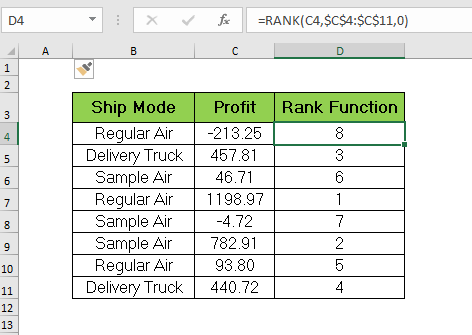 D4 fx =RANK(C4,$C$4:$C$11,0)
A B C D
1
2
3 Ship Mode Profit Rank Function
4 Regular Air -213.25 8
5 Delivery Truck 457.81 3
6 Sample Air 46.71 6
7 Regular Air 1198.97 1
8 Sample Air -4.72 7
9 Sample Air 782.91 2
10 Regular Air 93.80 5
11 Delivery Truck 440.72 4
12
13